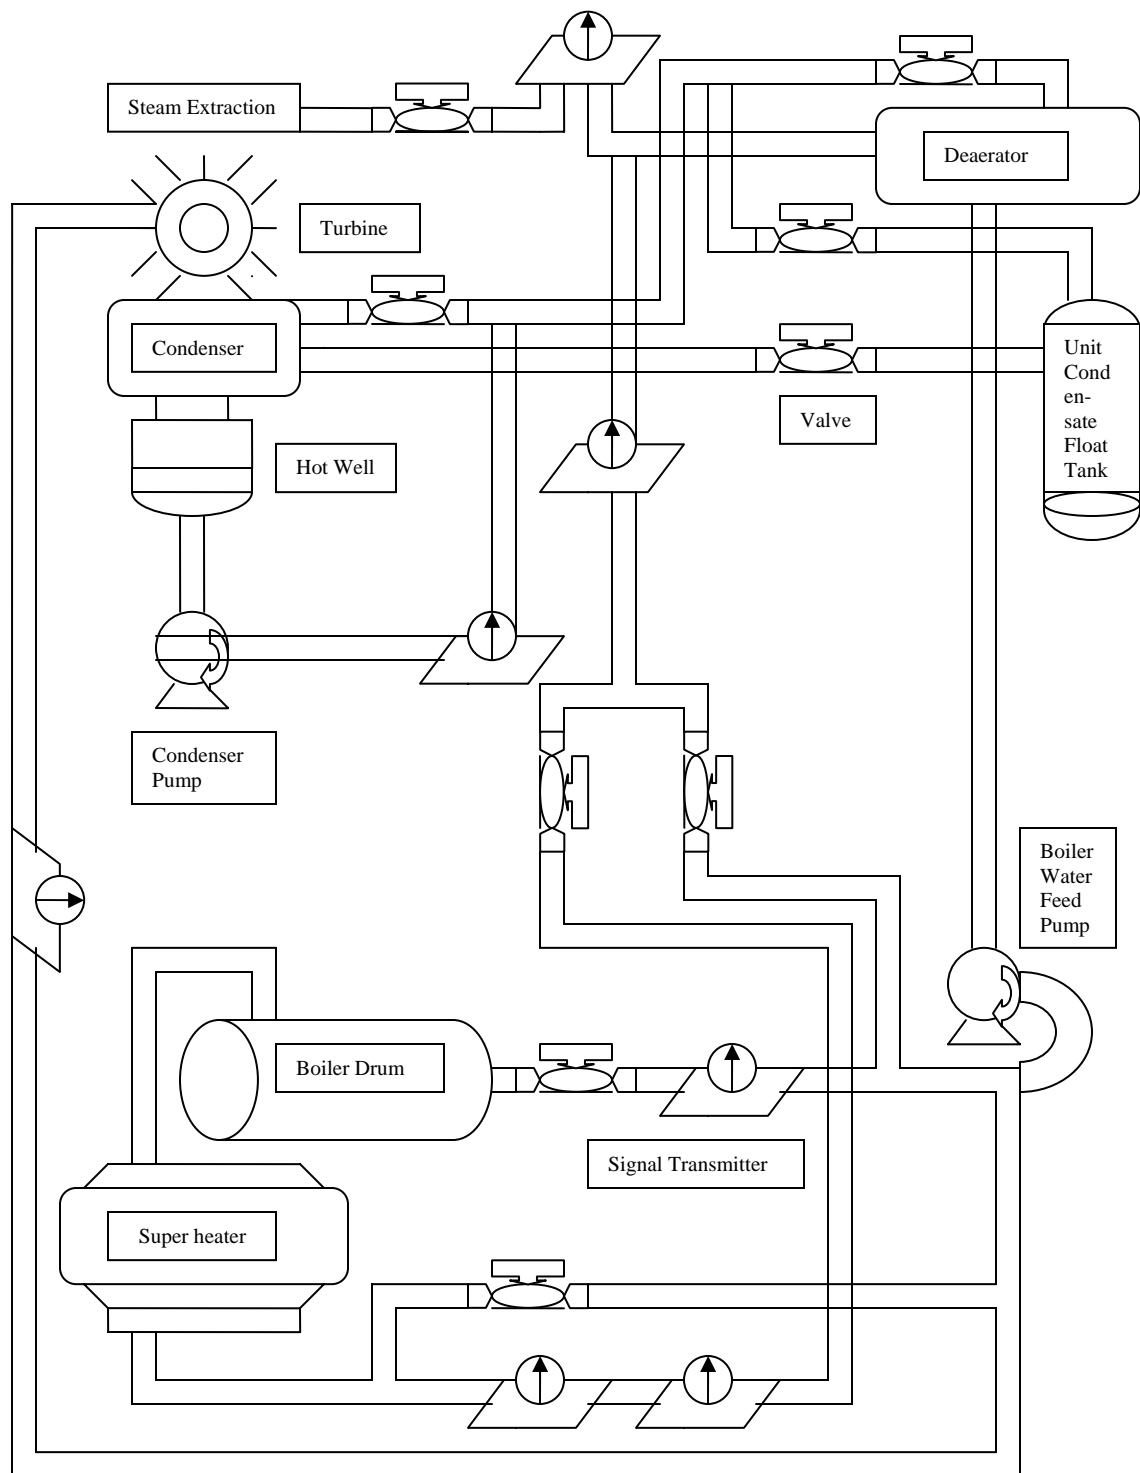 Steam Extraction
Deaerator
Turbine
Condenser
Unit
Cond
en-
sate
Float
Tank
Valve
Hot Well
Condenser
Pump
Boiler
Water
Feed
Pump
Boiler Drum
Signal Transmitter
Super heater